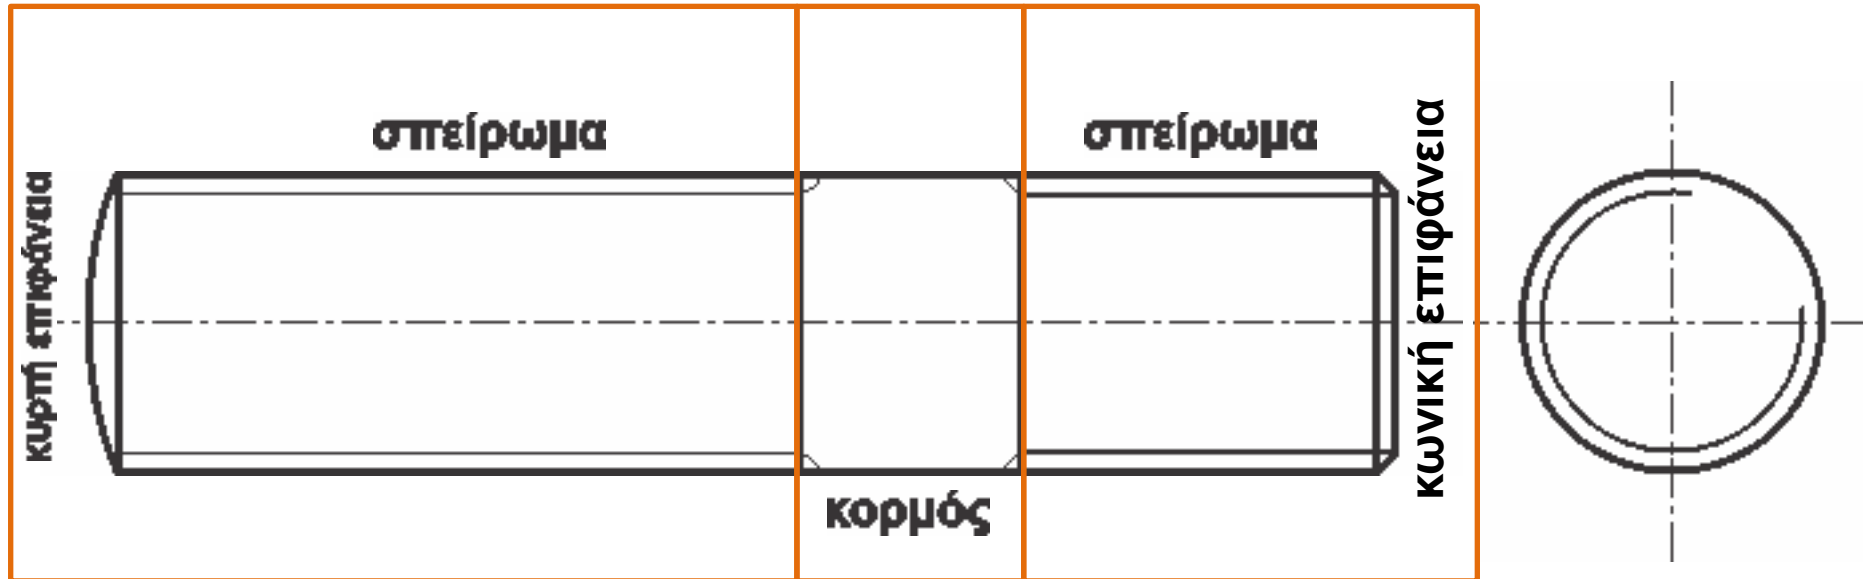 σπείρωμα
σπείρωμα
κυρτή επιφάνεια
κωνική επιφάνεια
κορμός